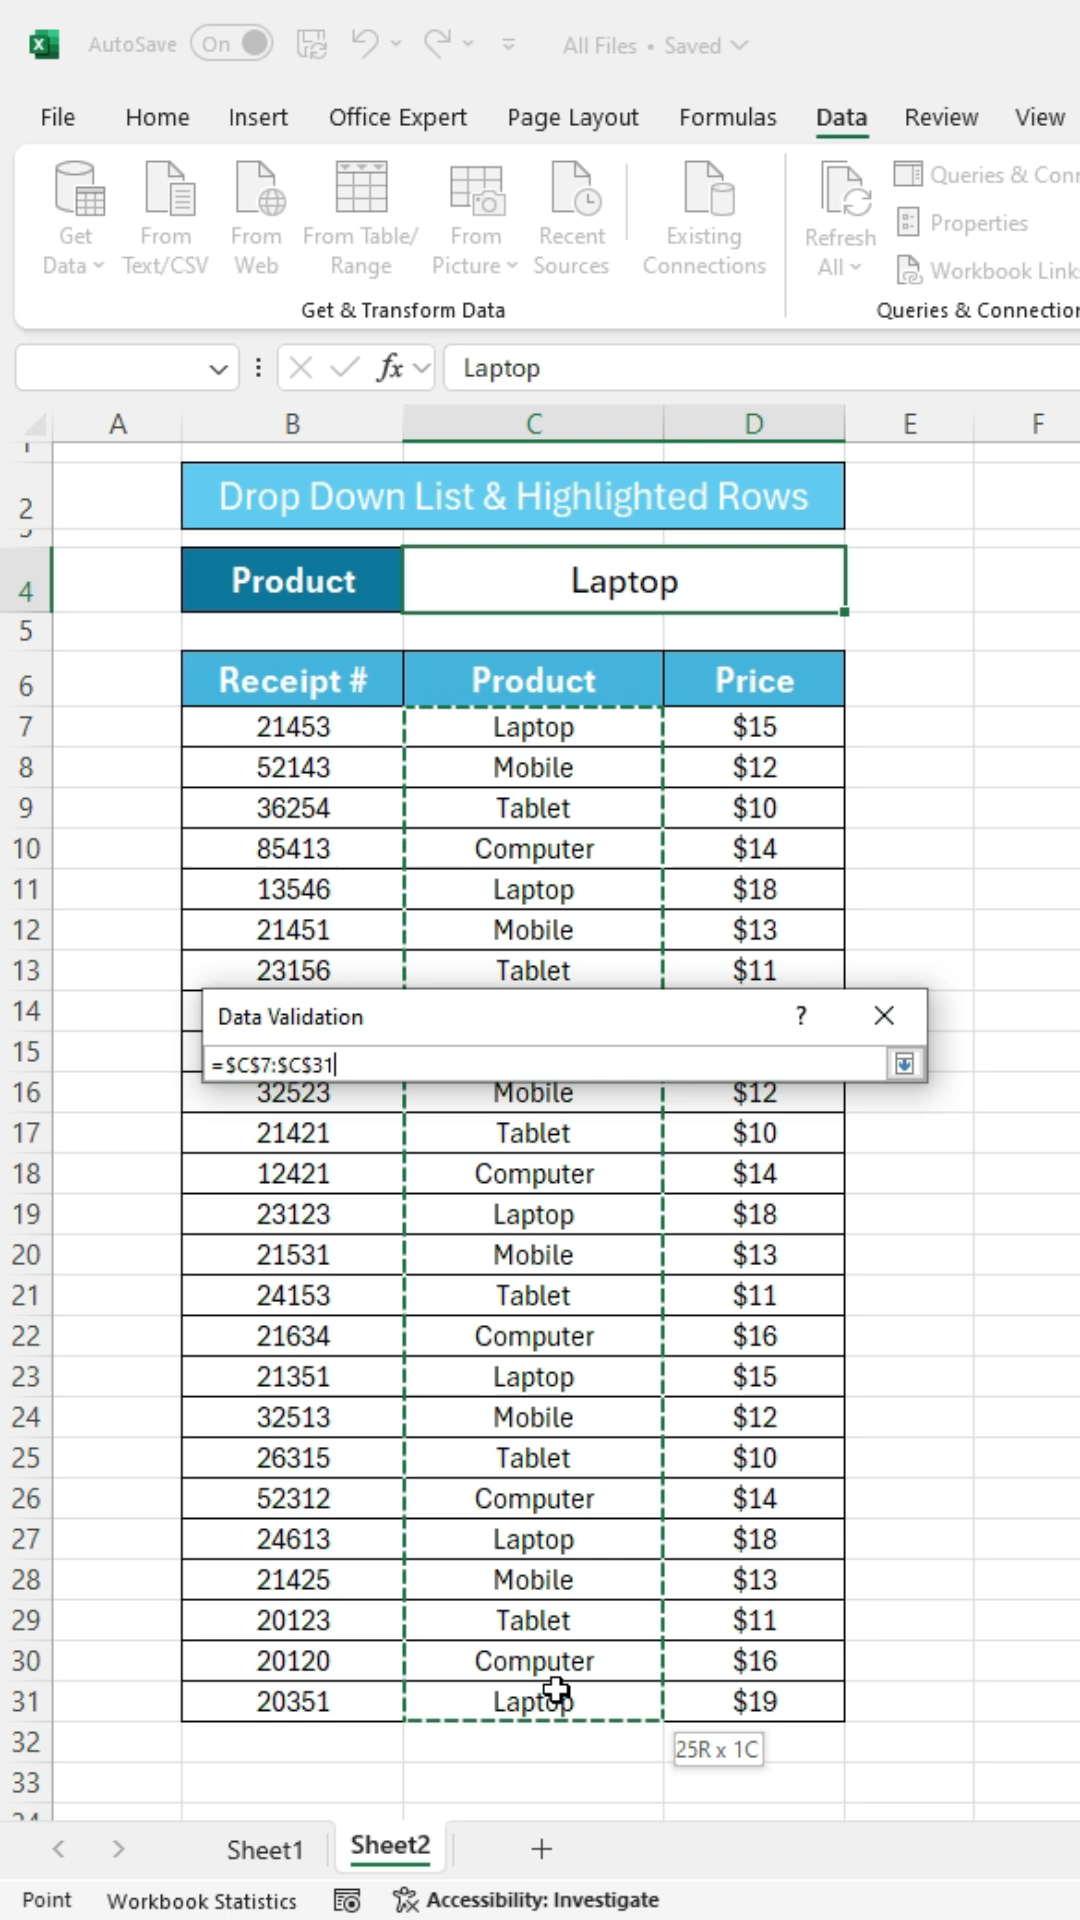 AutoSave On All Files • Saved
File Home Insert Office Expert Page Layout Formulas Data Review View
Get Data
From Text/CSV
From Web
From Table/ Range
From Picture
Recent Sources
Existing Connections
Refresh All
Queries &
Properties
Workbook
Get & Transform Data
Queries &
fx Laptop
A B C D E F
2 Drop Down List & Highlighted Rows
4 Product Laptop
5
6 Receipt # Product Price
7 21453 Laptop $15
8 52143 Mobile $12
9 36254 Tablet $10
10 85413 Computer $14
11 13546 Laptop $18
12 21451 Mobile $13
13 23156 Tablet $11
14 Data Validation ?
15 =$C$7:$C$31
16 32523 Mobile $12
17 21421 Tablet $10
18 12421 Computer $14
19 23123 Laptop $18
20 21531 Mobile $13
21 24153 Tablet $11
22 21634 Computer $16
23 21351 Laptop $15
24 32513 Mobile $12
25 26315 Tablet $10
26 52312 Computer $14
27 24613 Laptop $18
28 21425 Mobile $13
29 20123 Tablet $11
30 20120 Computer $16
31 20351 Laptop $19
32 25R x 1C
33
Sheet1 Sheet2 +
Point Workbook Statistics Accessibility: Investigate